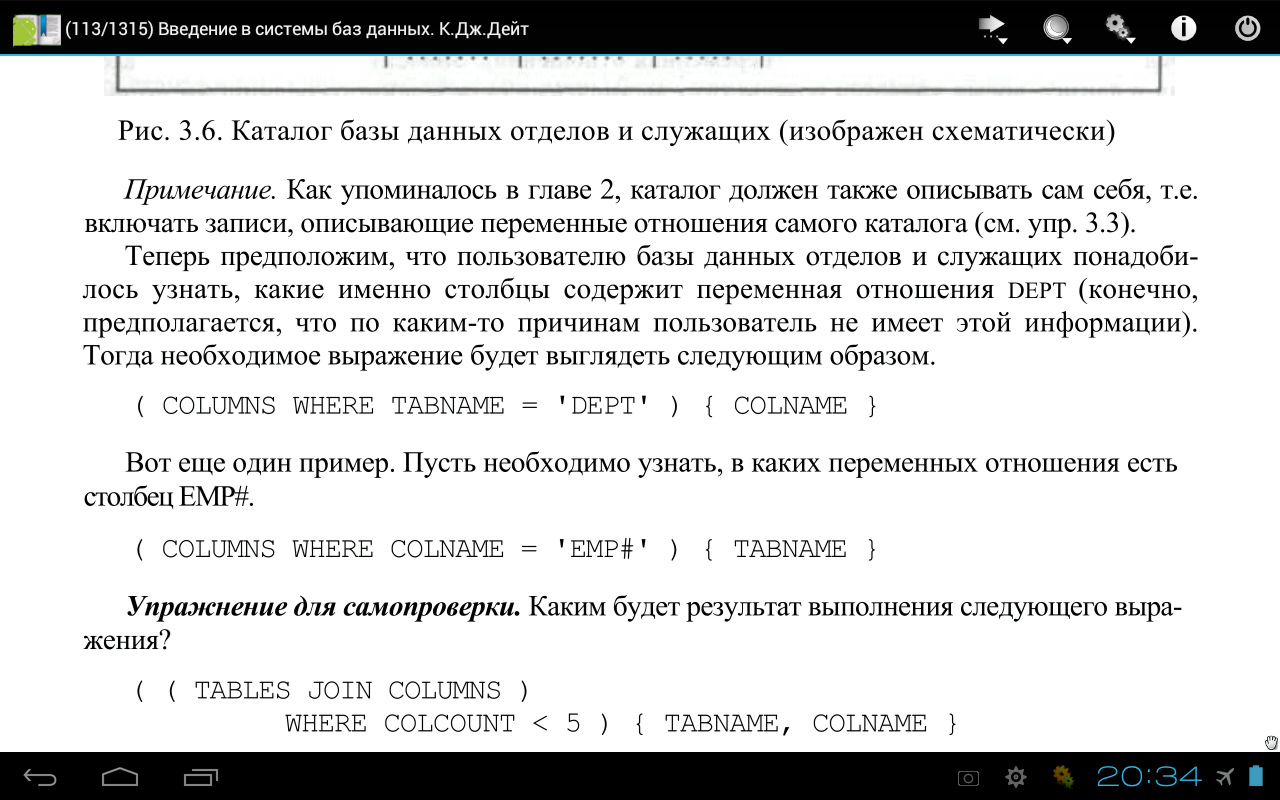 (113/1315) Введение в системы баз данных. К.Дж.Дейт
Рис. 3.6. Каталог базы данных отделов и служащих (изображен схематически)
Примечание. Как упоминалось в главе 2, каталог должен также описывать сам себя, т.е.
включать записи, описывающие переменные отношения самого каталога (см. упр. 3.3).
Теперь предположим, что пользователю базы данных отделов и служащих понадоби-
лось узнать, какие именно столбцы содержит переменная отношения DEPT (конечно,
предполагается, что по каким-то причинам пользователь не имеет этой информации).
Тогда необходимое выражение будет выглядеть следующим образом.
( COLUMNS WHERE TABNAME = 'DEPT' ) { COLNAME }
Вот еще один пример. Пусть необходимо узнать, в каких переменных отношения есть
столбец EMP#.
( COLUMNS WHERE COLNAME = 'EMP#' ) { TABNAME }
Упражнение для самопроверки. Каким будет результат выполнения следующего выра-
жения?
( ( TABLES JOIN COLUMNS )
WHERE COLCOUNT < 5 ) { TABNAME, COLNAME }
20:34